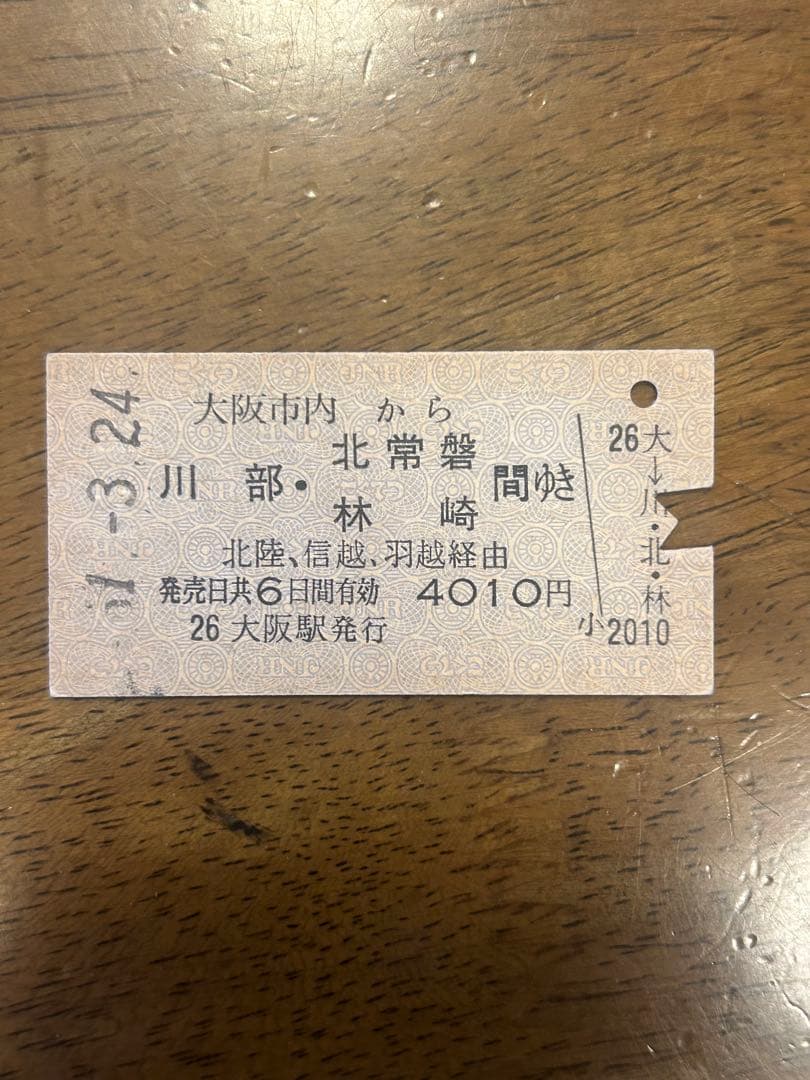 大阪市内 から
川部・北常磐 林崎 間ゆき
北陸、信越、羽越経由
発売日共6日間有効 4010円
26 大阪駅発行
26 大→川・北・林
小2010
1.-3.24.